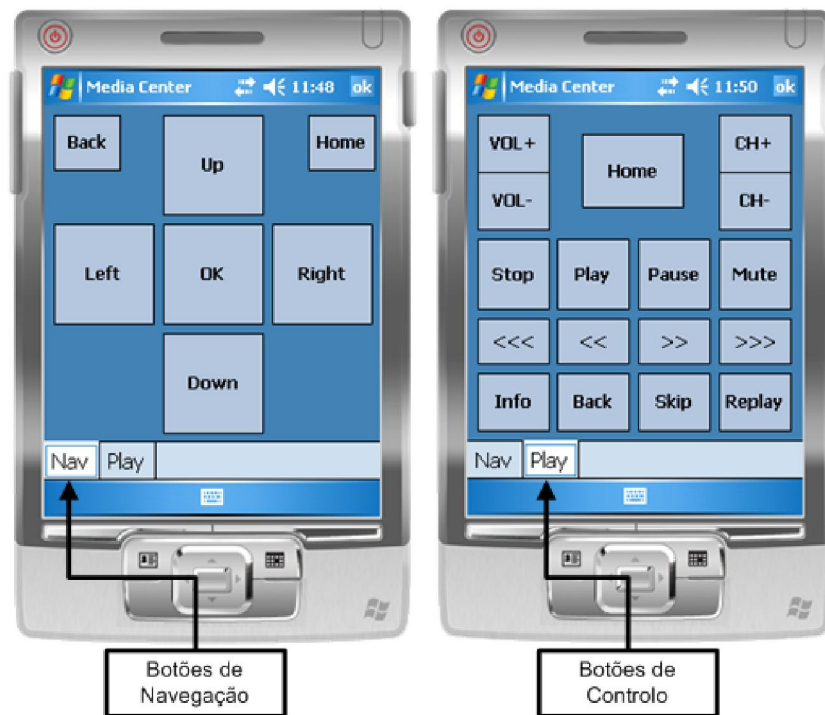 Media Center 11:48 ok
Back Up Home
Left OK Right
Down
Nav Play
Botões de
Navegação
Media Center 11:50 ok
VOL+ Home CH+
VOL- CH-
Stop Play Pause Mute
<<< << >> >>>
Info Back Skip Replay
Nav Play
Botões de
Controlo